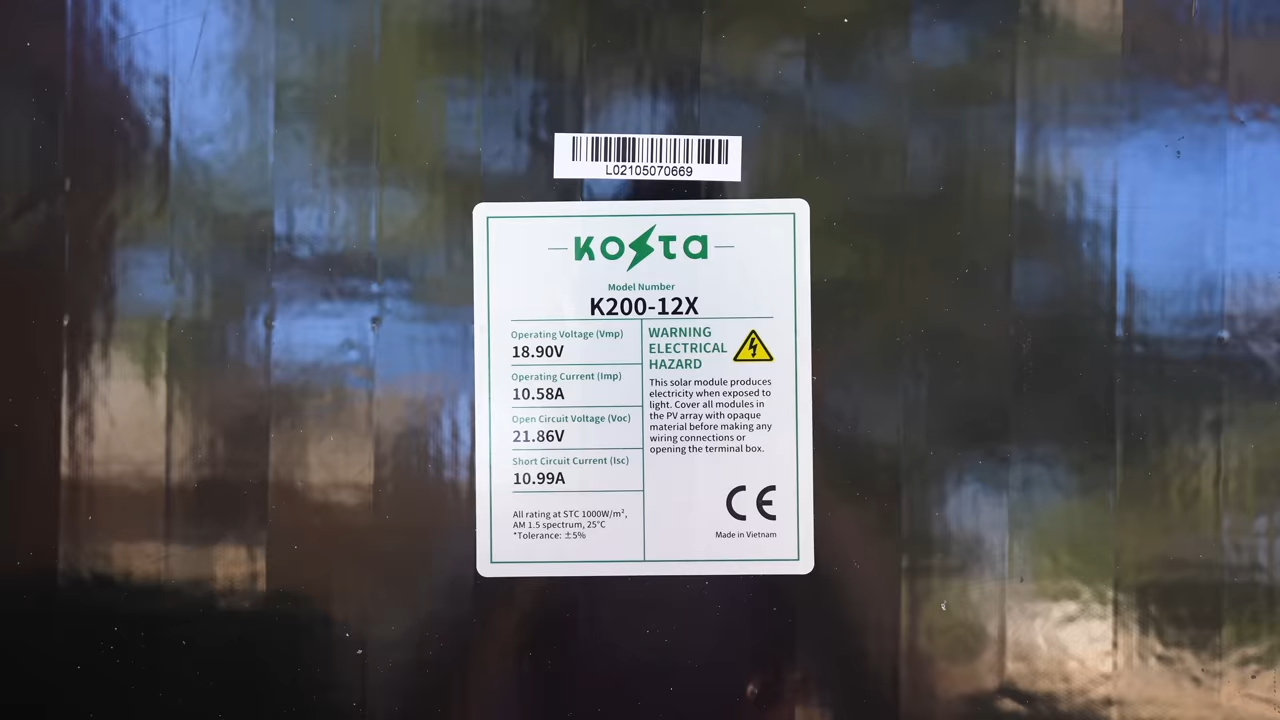 L02105070669
KOSTA
Model Number
K200-12X
Operating Voltage (Vmp)
18.90V
Operating Current (Imp)
10.58A
Open Circuit Voltage (Voc)
21.86V
Short Circuit Current (Isc)
10.99A
All rating at STC 1000W/m²,
AM 1.5 spectrum, 25°C
*Tolerance: ±5%
WARNING
ELECTRICAL
HAZARD
This solar module produces
electricity when exposed to
light. Cover all modules in
the PV array with opaque
material before making any
wiring connections or
opening the terminal box.
CE
Made in Vietnam